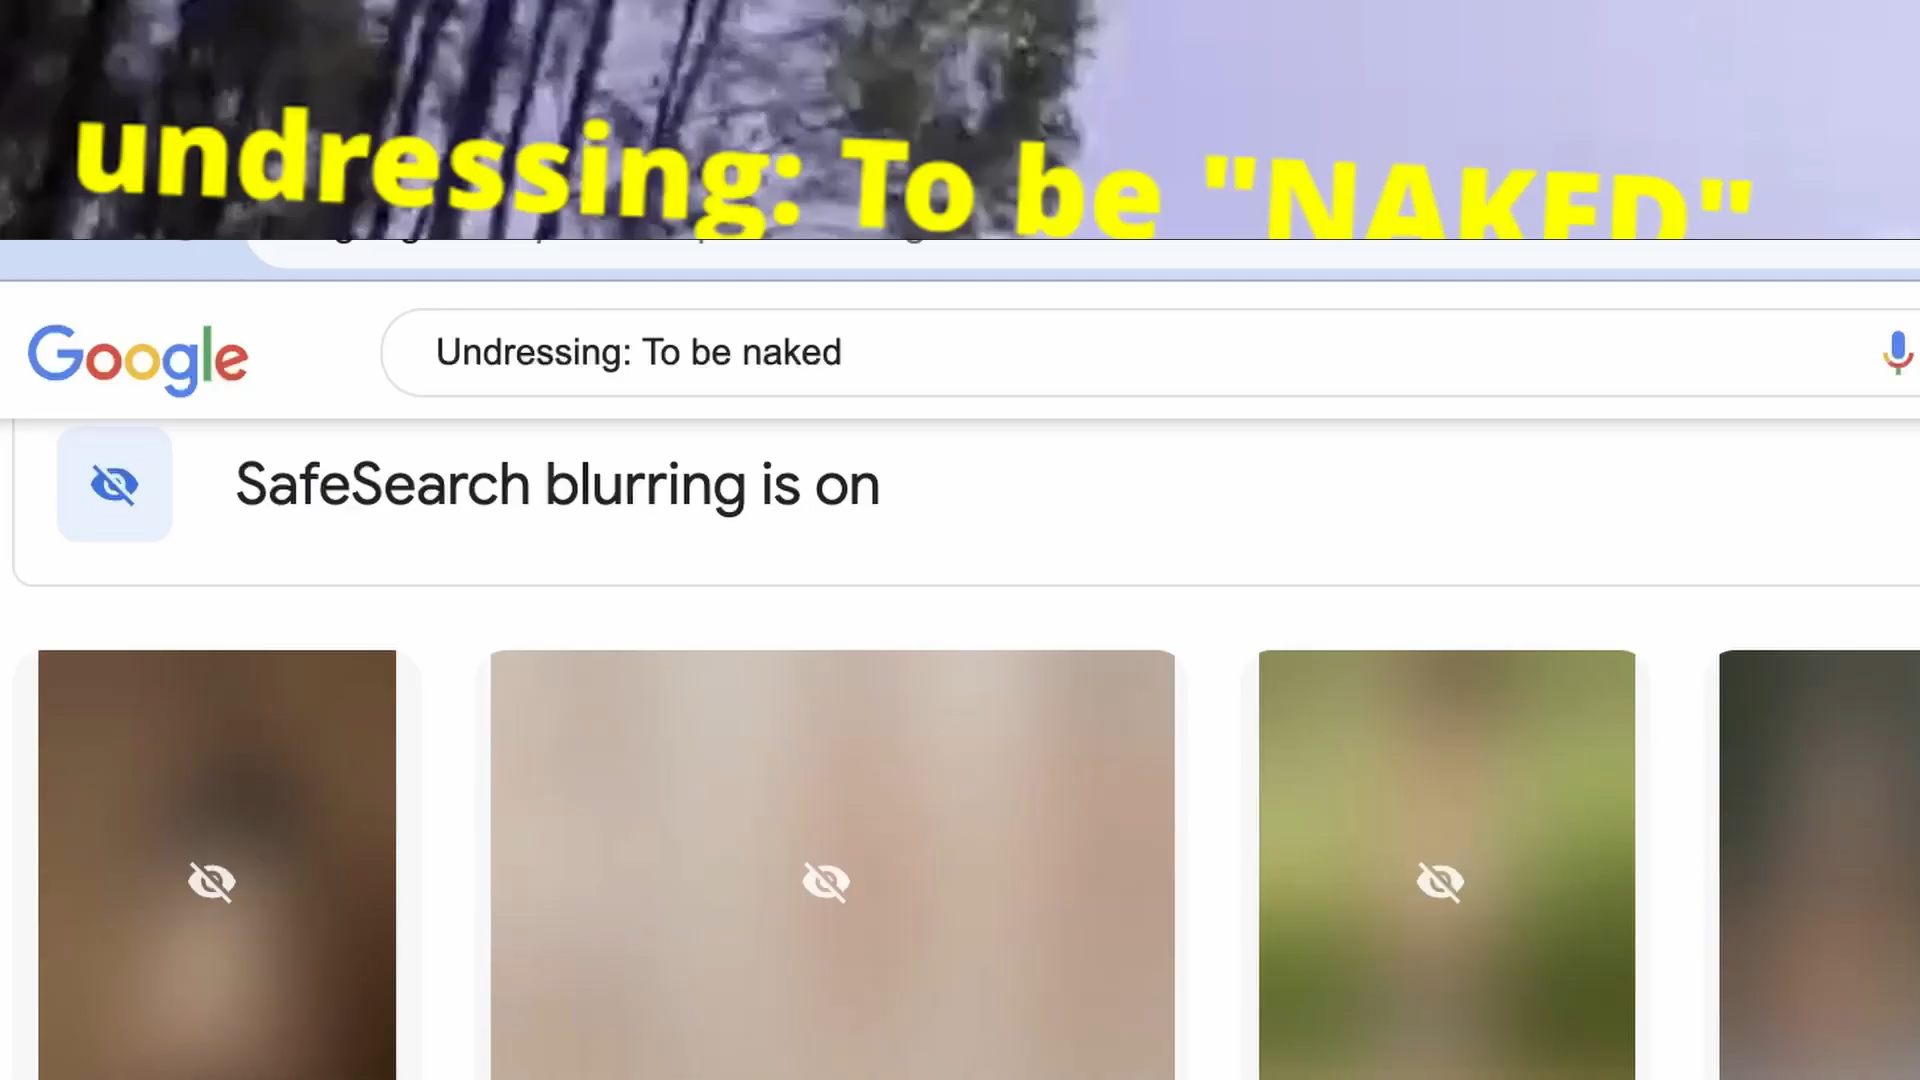 undressing: To be "NAKED"
Google
Undressing: To be naked
SafeSearch blurring is on